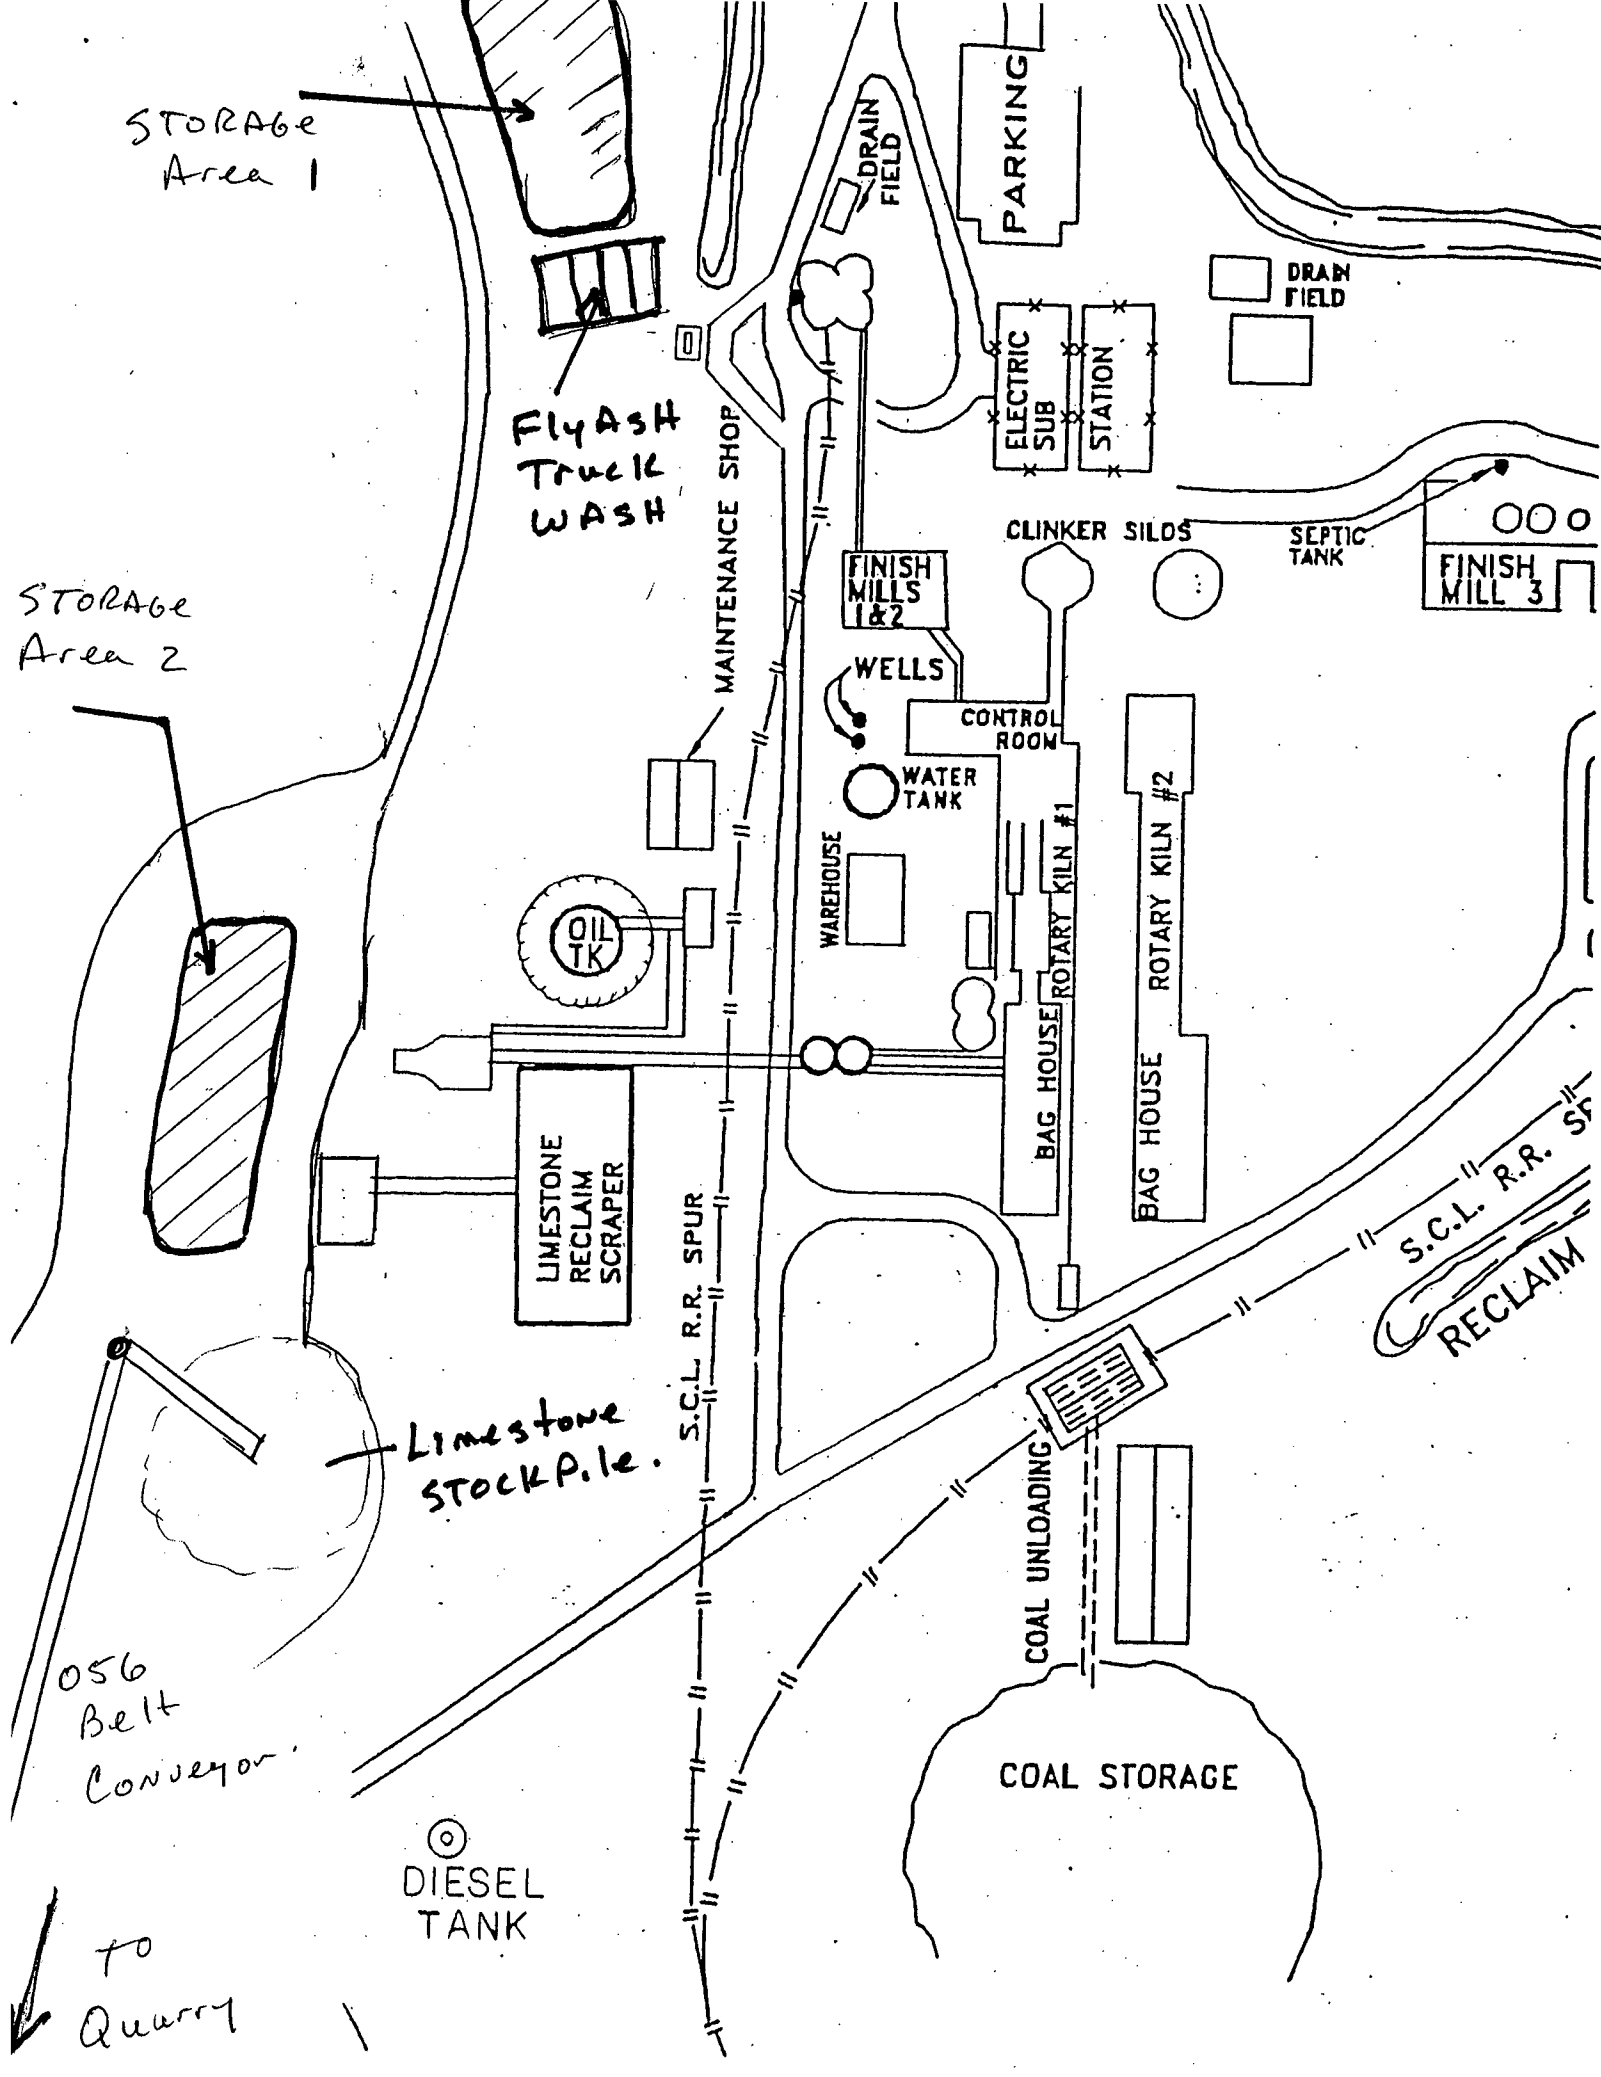 STORAGE
Area 1
PARKING
DRAIN
FIELD
DRAIN
FIELD
FlyAsH
Truck
WASH
ELECTRIC
SUB
STATION
MAINTENANCE SHOP
CLINKER SILOS
SEPTIC
TANK
FINISH
MILLS
1&2
FINISH
MILL 3
STORAGE
Area 2
WELLS
CONTROL
ROOM
WATER
TANK
WAREHOUSE
ROTARY KILN #1
ROTARY KILN #2
OIL
TK
BAG HOUSE
BAG HOUSE
LIMESTONE
RECLAIM
SCRAPER
S.C.L. R.R. SPUR
S.C.L. R.R. SP
RECLAIM
Limestone
STOCKPile.
COAL UNLOADING
056
Belt
Conveyor.
COAL STORAGE
DIESEL
TANK
TO
Quarry